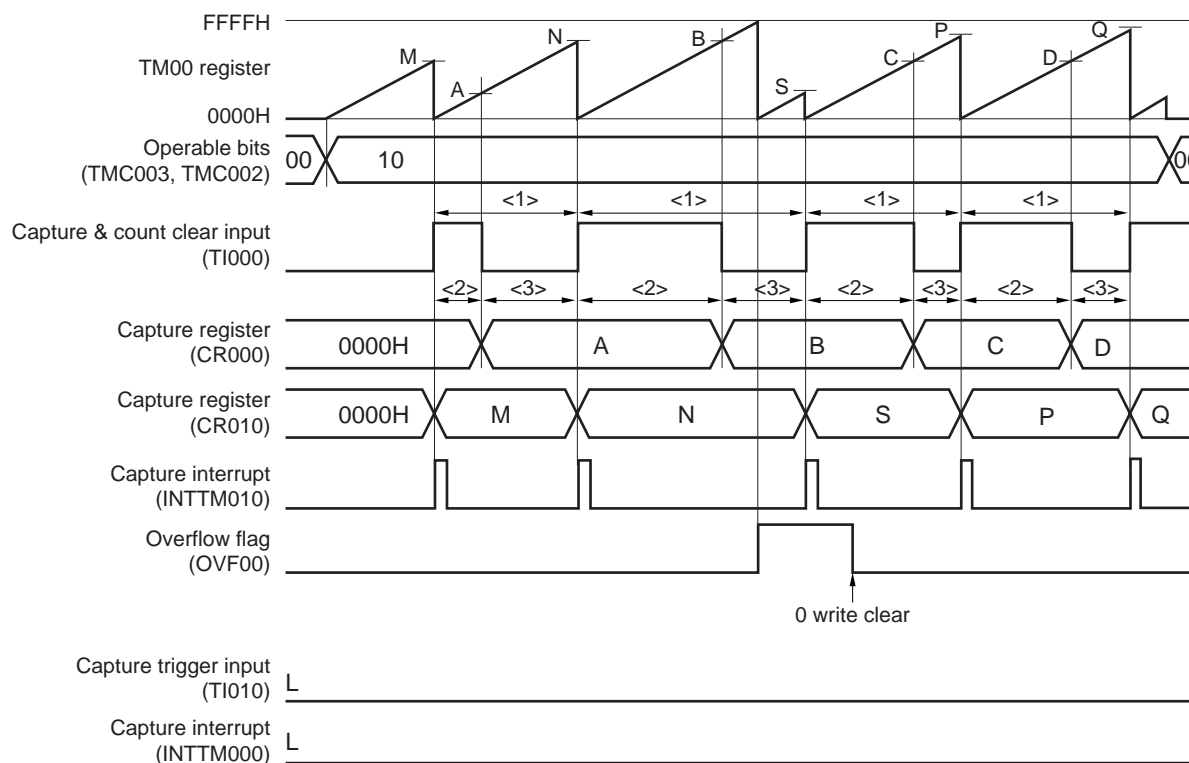 FFFFH
TM00 register
0000H
M A N B S C P D Q
Operable bits
(TMC003, TMC002)
00 10 00
<1> <1> <1> <1>
Capture & count clear input
(TI000)
<2> <3> <2> <3> <2> <3> <2> <3>
Capture register
(CR000)
0000H A B C D
Capture register
(CR010)
0000H M N S P Q
Capture interrupt
(INTTM010)
Overflow flag
(OVF00)
0 write clear
Capture trigger input
(TI010)
L
Capture interrupt
(INTTM000)
L